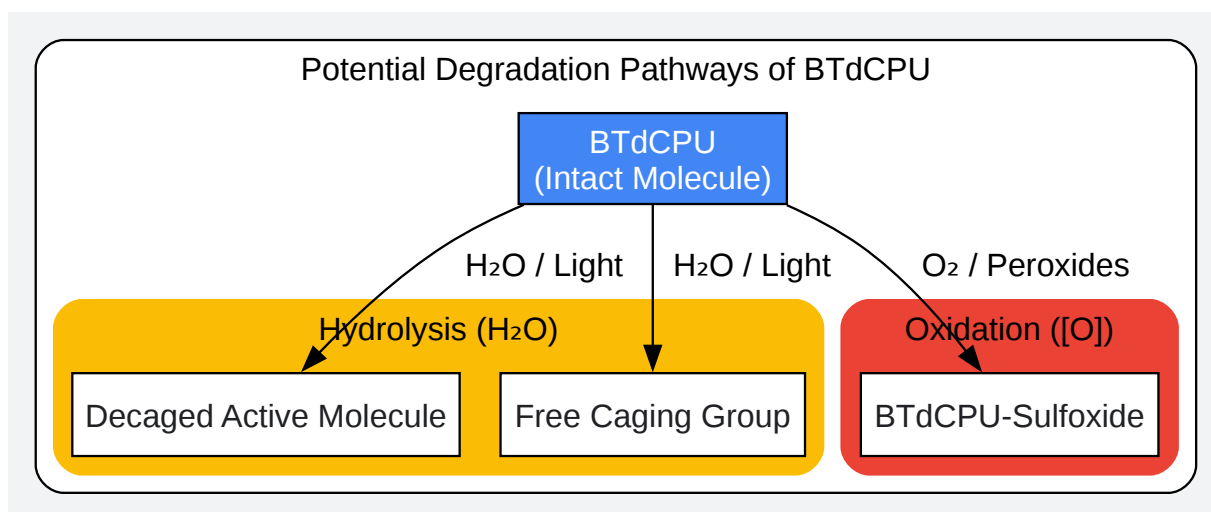 Potential Degradation Pathways of BTdCPU
BTdCPU
(Intact Molecule)
H₂O / Light
H₂O / Light
O₂ / Peroxides
Hydrolysis (H₂O)
Oxidation ([O])
Decaged Active Molecule
Free Caging Group
BTdCPU-Sulfoxide